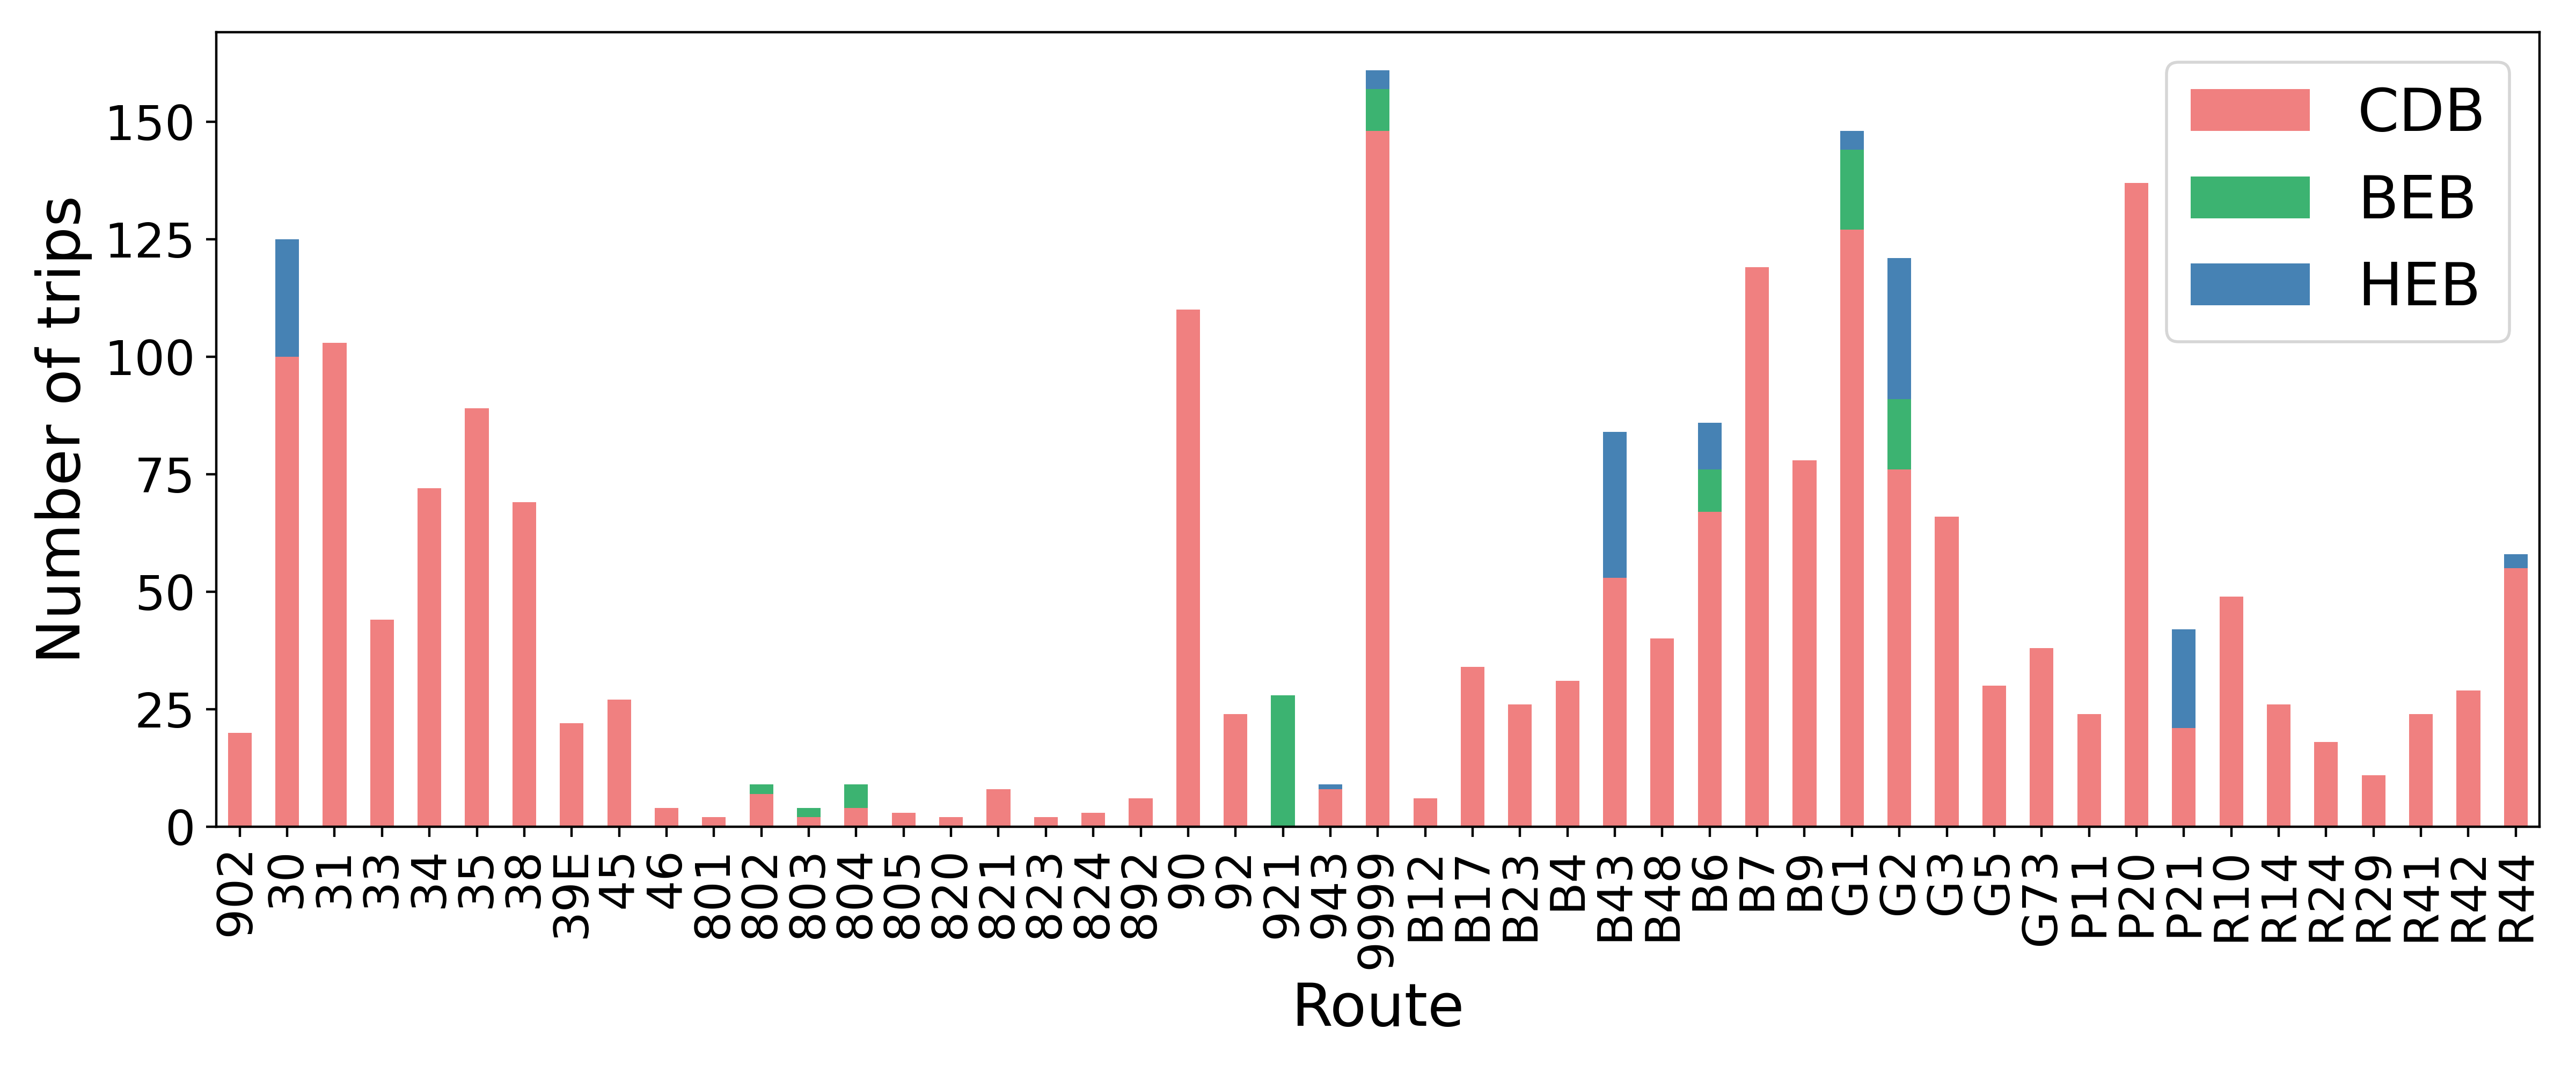 Number of trips
150
125
100
75
50
25
0
CDB
BEB
HEB
902
30
31
33
34
35
38
39E
45
46
801
802
803
804
805
820
821
823
824
892
90
92
921
943
99999
B12
B17
B23
B4
B43
B48
B6
B7
B9
G1
G2
G3
G5
G73
P11
P20
P21
R10
R14
R24
R29
R41
R42
R44
Route